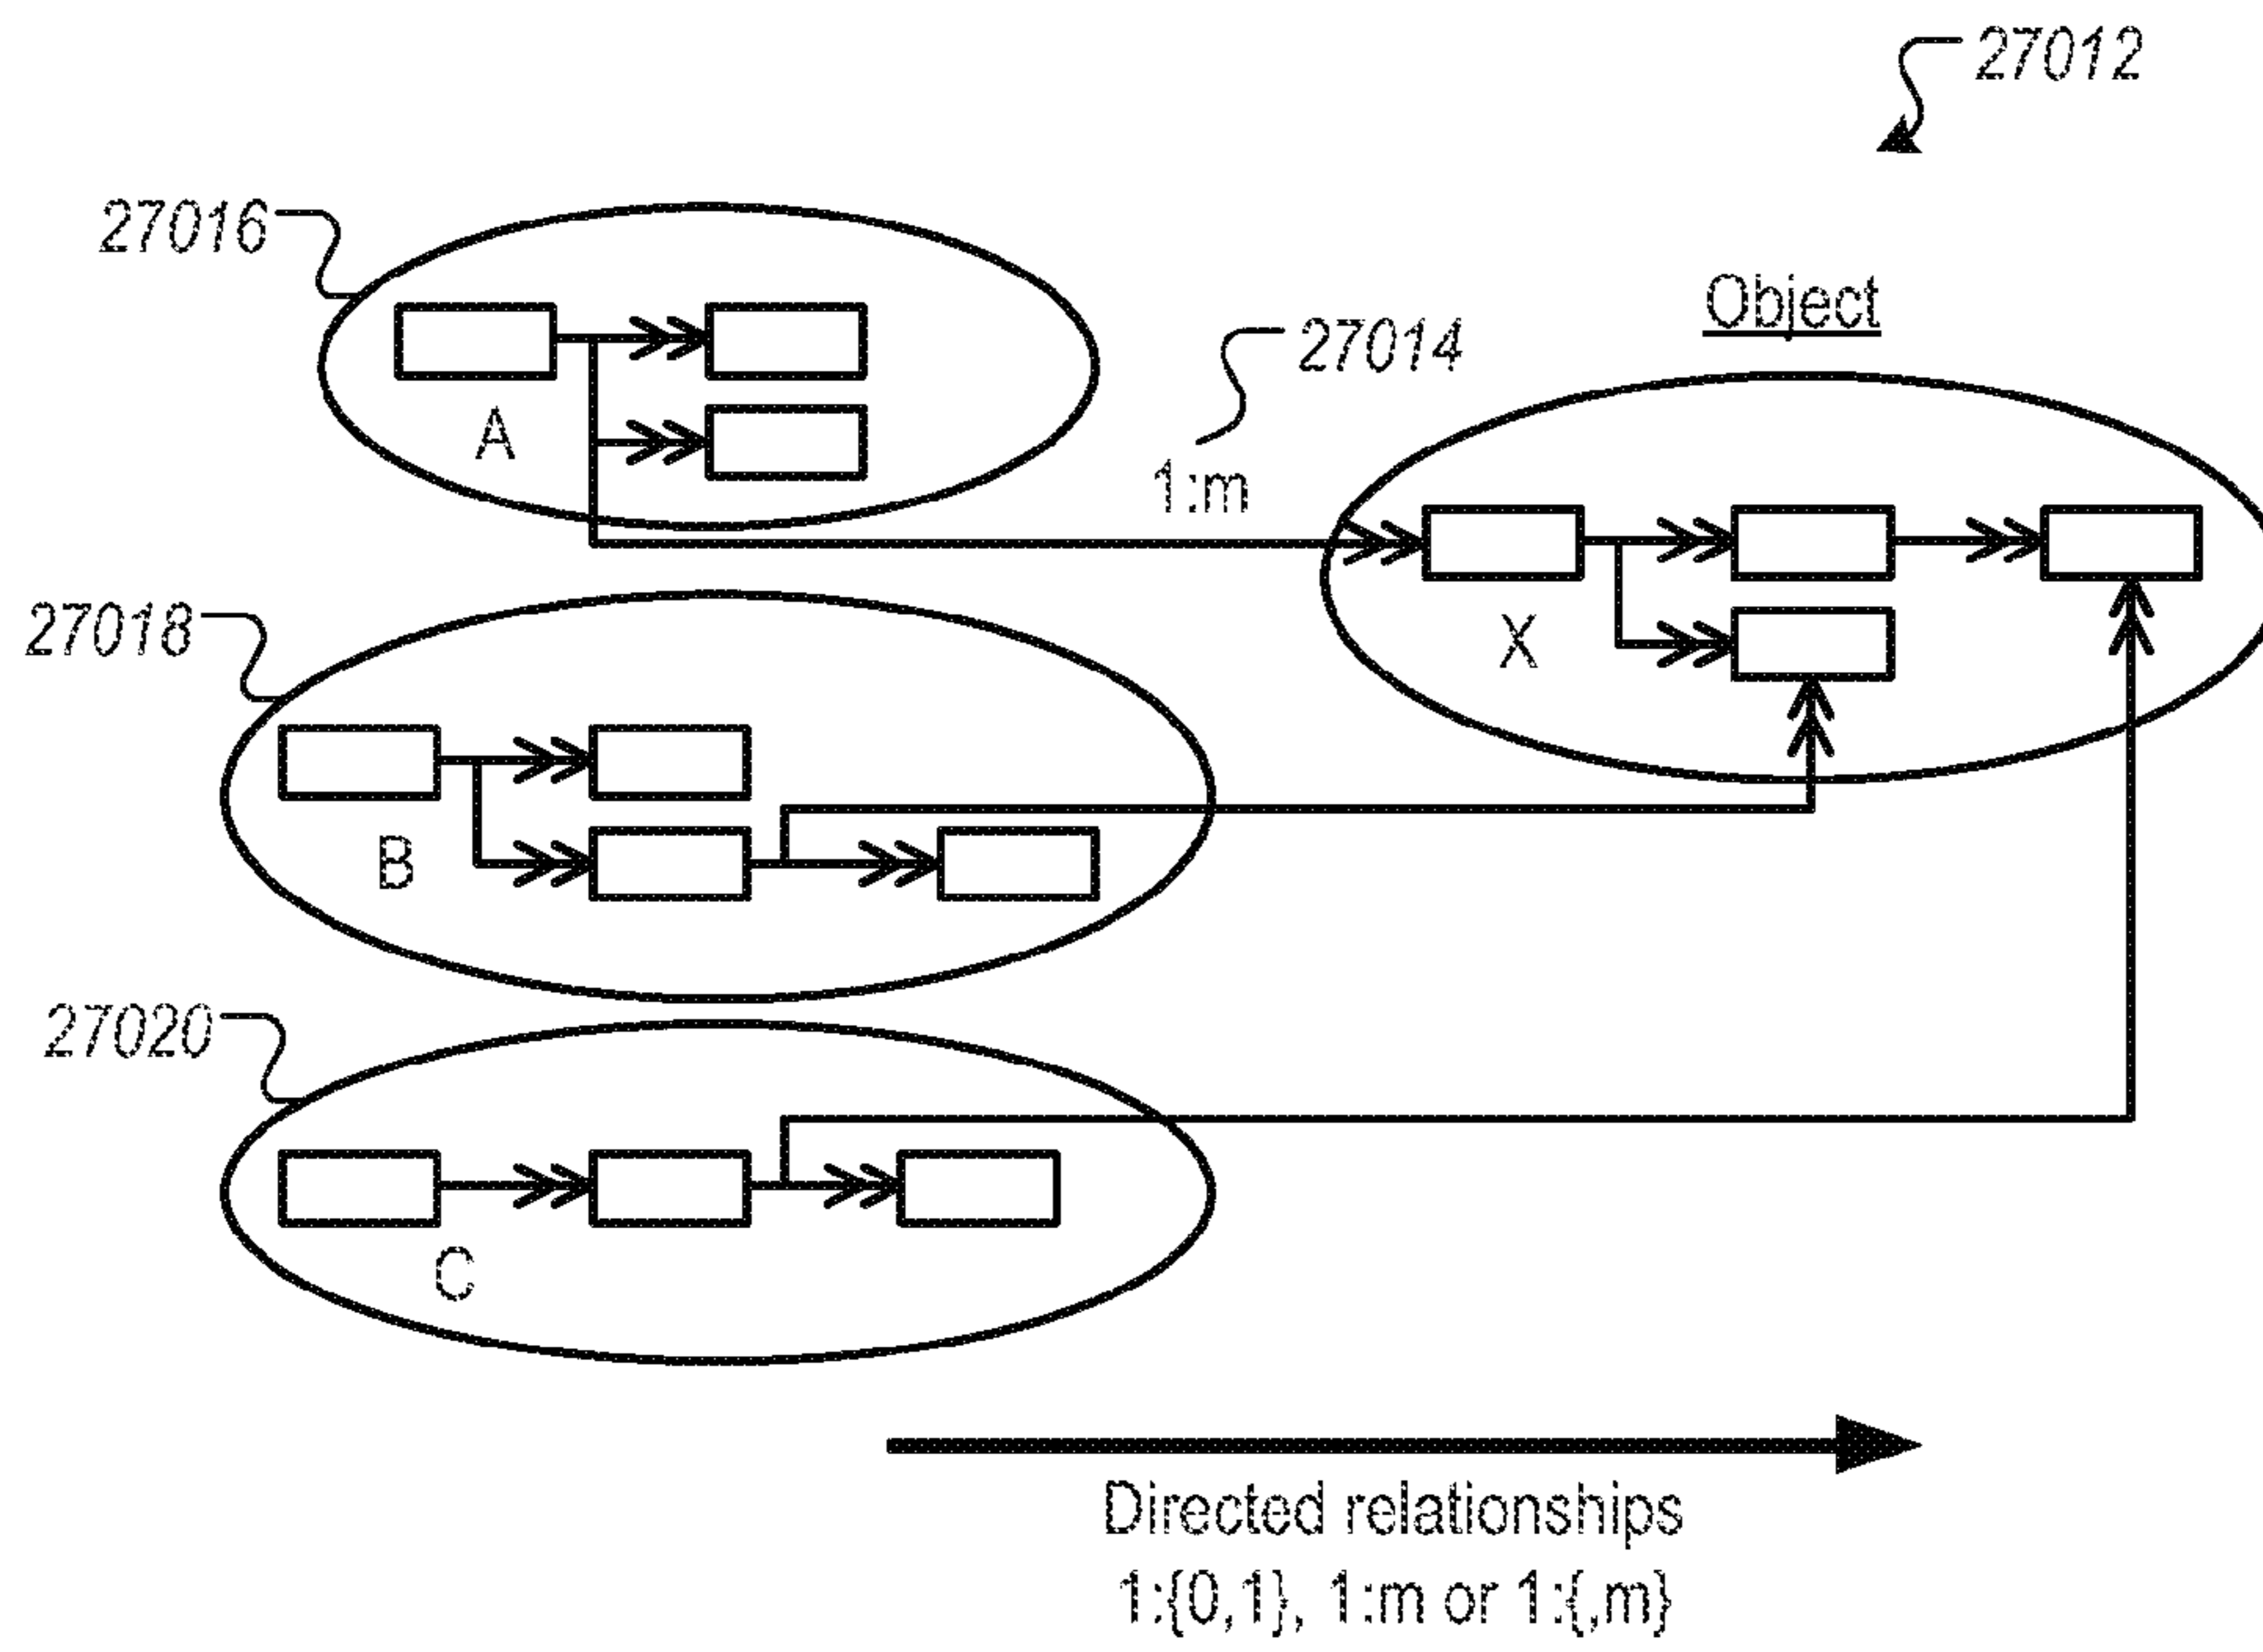 27012
27016
Object
27014
A
1:m
27018
X
B
27020
C
Directed relationships
1:{0,1}, 1:m or 1:{,m}